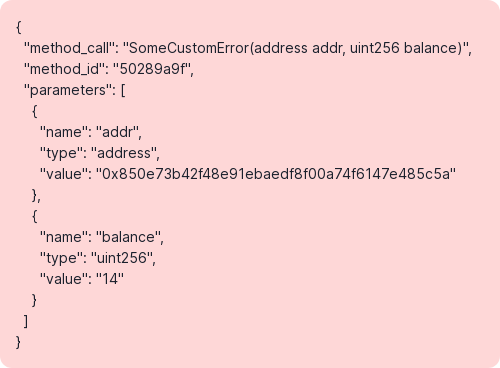 {
"method_call": "SomeCustomError(address addr, uint256 balance)",
"method_id": "50289a9f",
"parameters": [
{
"name": "addr",
"type": "address",
"value": "0x850e73b42f48e91ebaedf8f00a74f6147e485c5a"
},
{
"name": "balance",
"type": "uint256",
"value": "14"
}
]
}